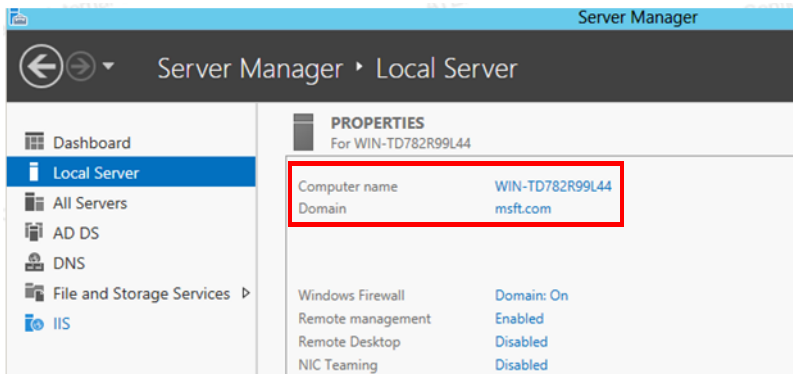 Server Manager
Server Manager ‣ Local Server
Dashboard
Local Server
All Servers
AD DS
DNS
File and Storage Services ▷
IIS
PROPERTIES
For WIN-TD782R99L44
Computer name WIN-TD782R99L44
Domain msft.com
Windows Firewall Domain: On
Remote management Enabled
Remote Desktop Disabled
NIC Teaming Disabled